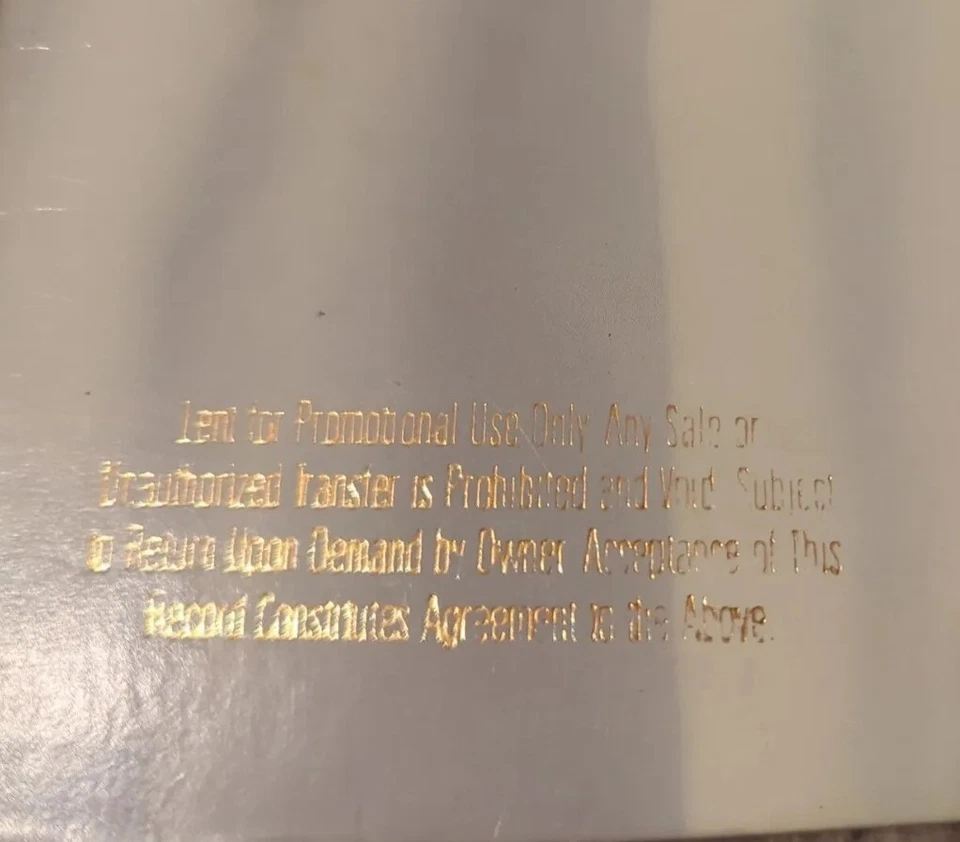 Lent for Promotional Use Only Any Sale or
Unauthorized Transfer is Prohibited and Void Subject
to Return Upon Demand by Owner Acceptance of This
Record Constitutes Agreement to the Above.